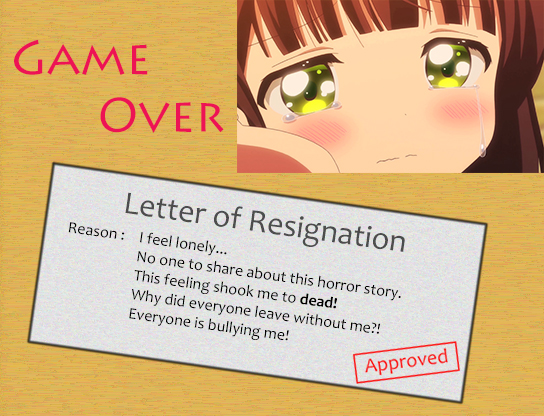 Game
Over
Letter of Resignation
Reason : I feel lonely...
No one to share about this horror story.
This feeling shook me to dead!
Why did everyone leave without me?!
Everyone is bullying me!
Approved